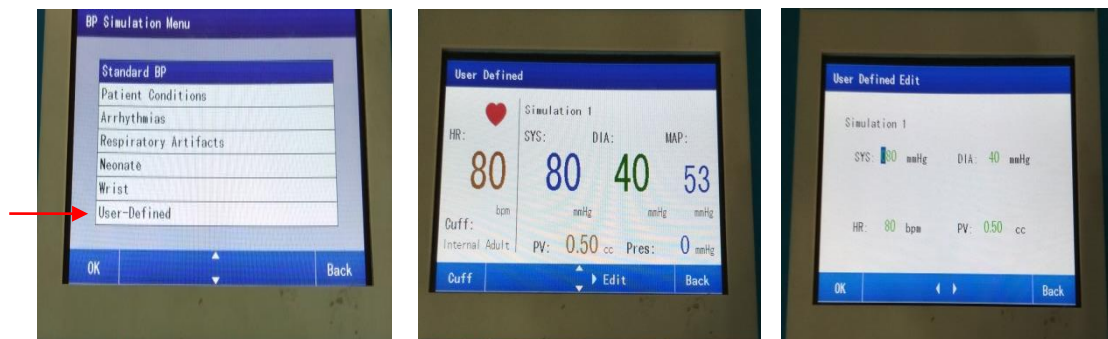 BP Simulation Menu
Standard BP
Patient Conditions
Arrhythmias
Respiratory Artifacts
Neonate
Wrist
User-Defined
OK Back
User Defined
Simulation 1
HR: SYS: DIA: MAP:
80 80 40 53
bpm mmHg mmHg mmHg
Cuff:
Internal Adult PV: 0.50 cc Pres: 0 mmHg
Cuff Edit Back
User Defined Edit
Simulation 1
SYS: 80 mmHg DIA: 40 mmHg
HR: 80 bpm PV: 0.50 cc
OK Back